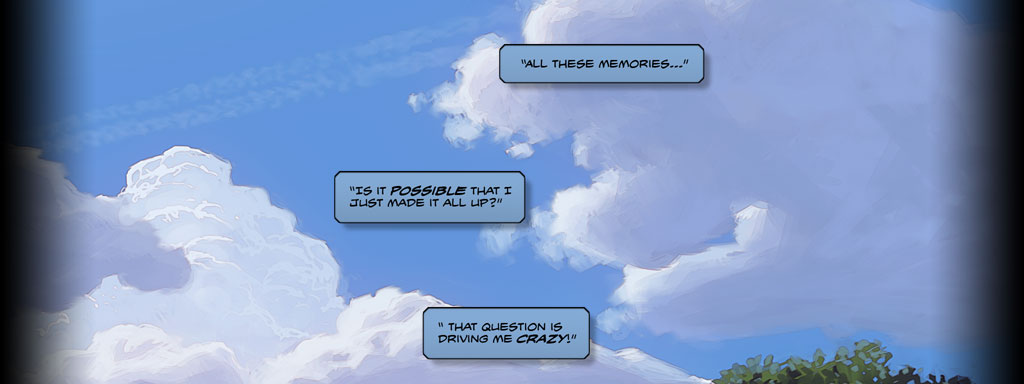 "ALL THESE MEMORIES..."
"IS IT POSSIBLE THAT I
JUST MADE IT ALL UP?"
" THAT QUESTION IS
DRIVING ME CRAZY!"